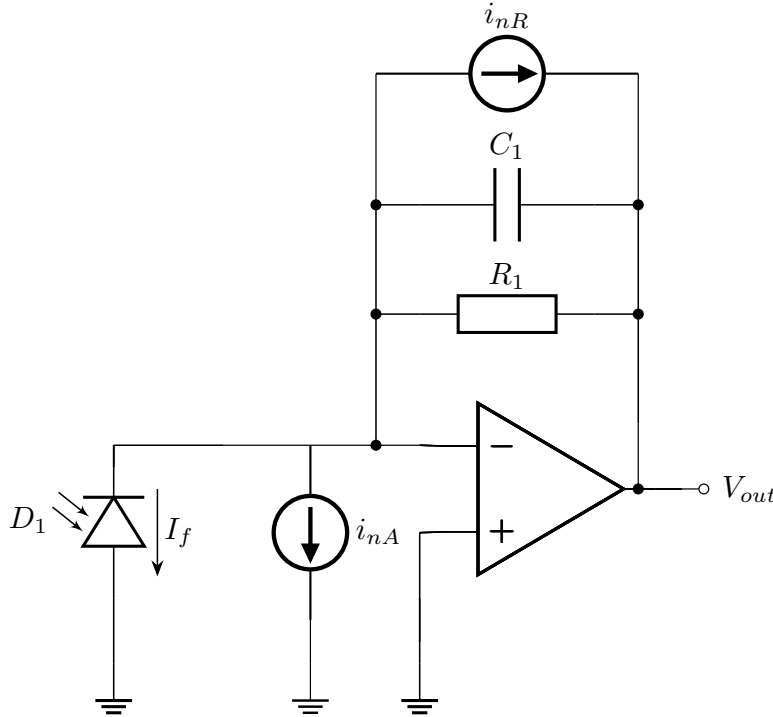 i_{nR}
C_1
R_1
−
D_1
I_f
i_{nA}
+
V_{out}